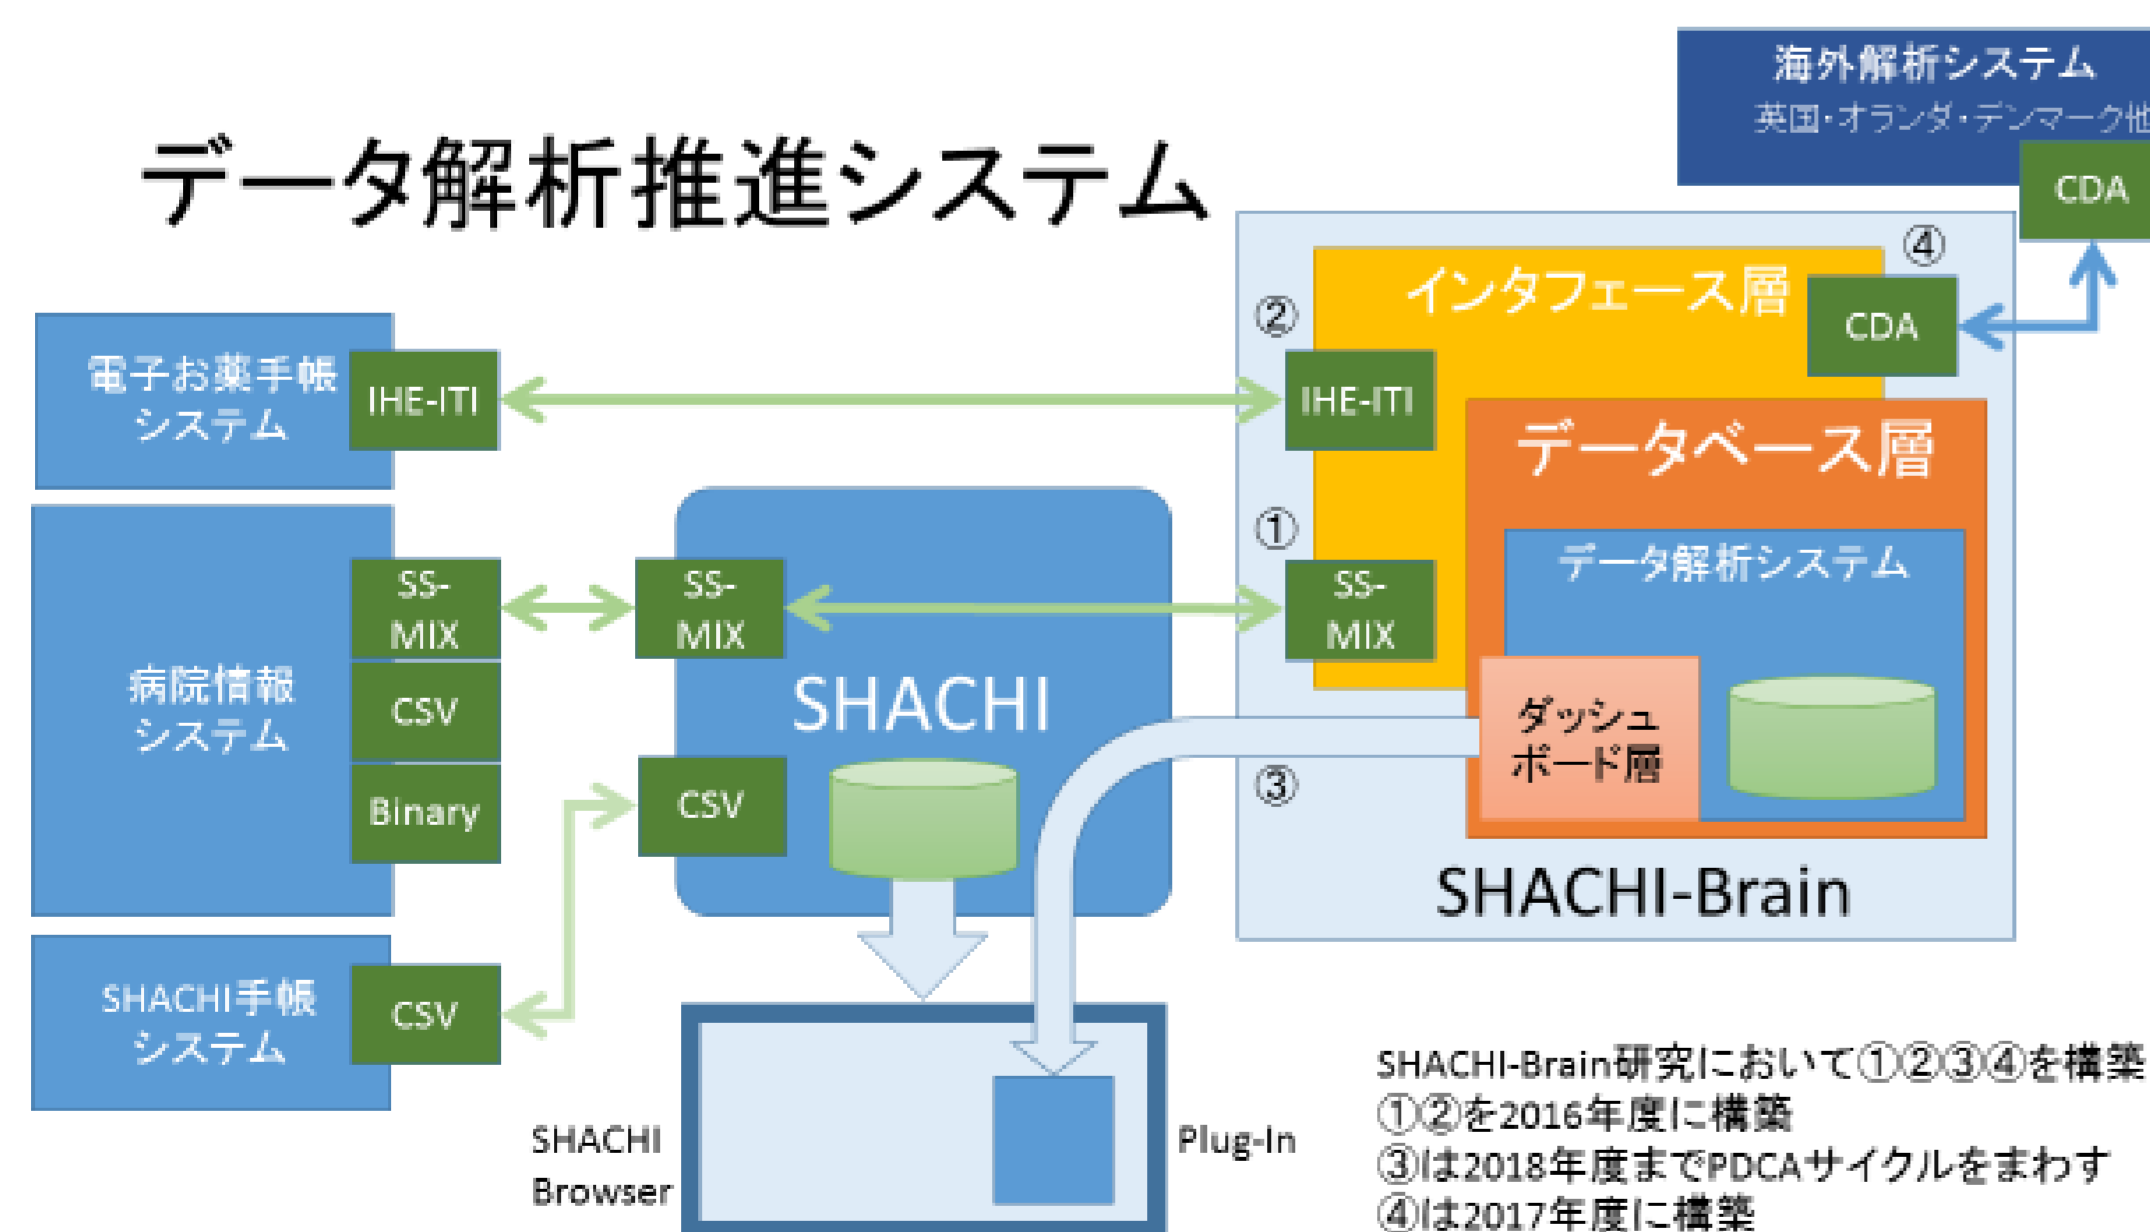 海外解析システム
英国・オランダ・デンマーク他
CDA
データ解析推進システム
④
インタフェース層
CDA
②
電子お薬手帳
システム
IHE-ITI
IHE-ITI
データベース層
①
データ解析システム
病院情報
システム
SS-
MIX
CSV
Binary
SS-
MIX
SS-
MIX
SHACHI
CSV
ダッシュ
ボード層
③
SHACHI-Brain
SHACHI手帳
システム
CSV
SHACHI
Browser
Plug-In
SHACHI-Brain研究において①②③④を構築
①②を2016年度に構築
③は2018年度までPDCAサイクルをまわす
④は2017年度に構築